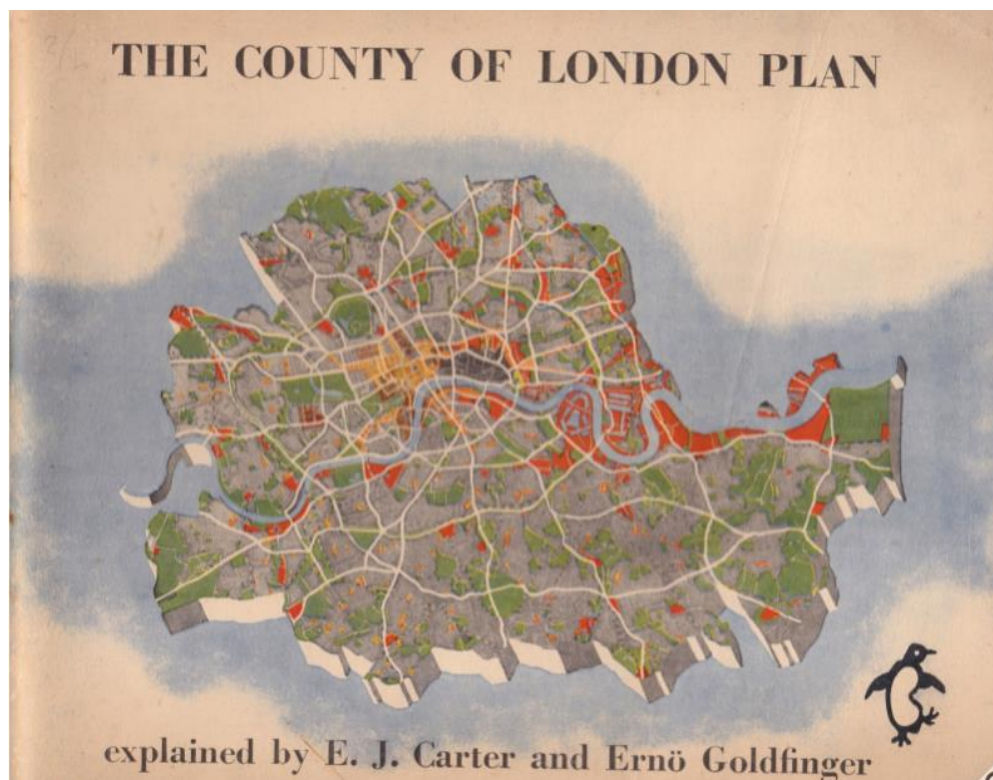 THE COUNTY OF LONDON PLAN
explained by E. J. Carter and Ernö Goldfinger